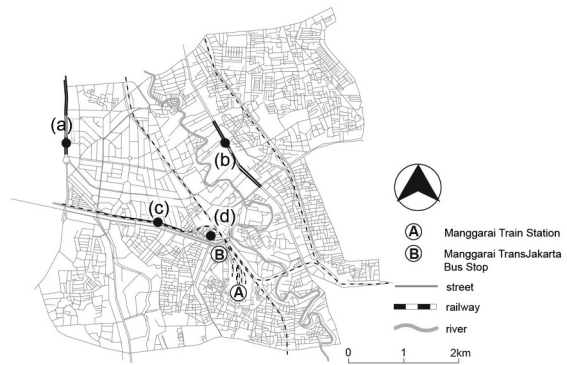 (a)
(b)
(c)
(d)
B
A
A Manggarai Train Station
B Manggarai TransJakarta
Bus Stop
street
railway
river
0 1 2km